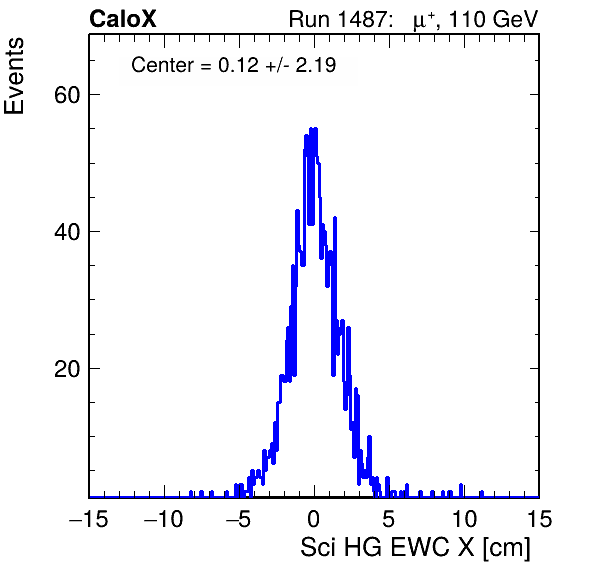 CaloX Run 1487: μ⁺, 110 GeV
Center = 0.12 +/- 2.19
Events
60
40
20
−15 −10 −5 0 5 10 15
Sci HG EWC X [cm]